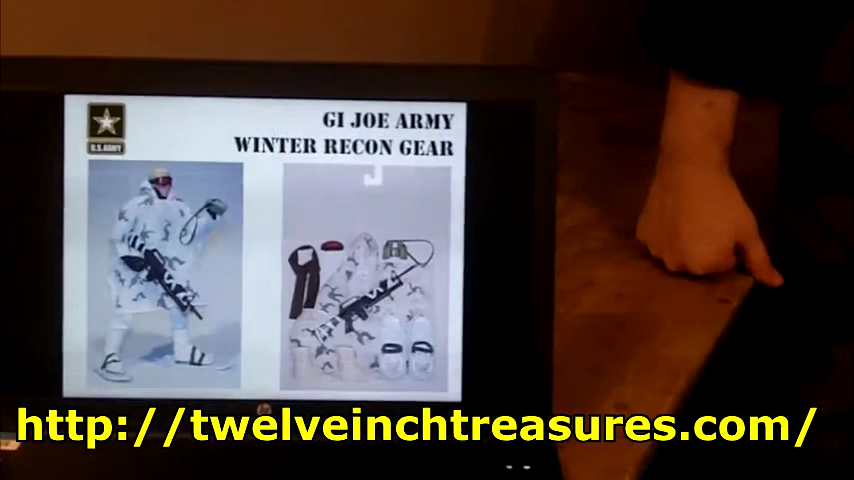 GI JOE ARMY
WINTER RECON GEAR
U.S. ARMY
http://twelveinchtreasures.com/